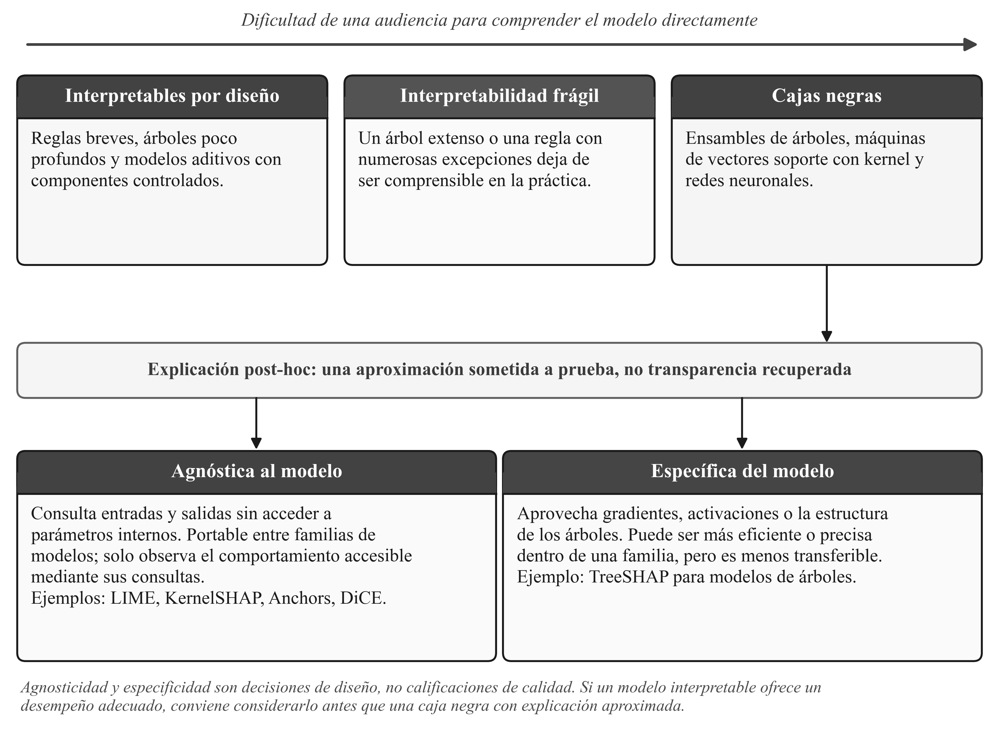 Dificultad de una audiencia para comprender el modelo directamente
Interpretables por diseño
Reglas breves, árboles poco
profundos y modelos aditivos con
componentes controlados.
Interpretabilidad frágil
Un árbol extenso o una regla con
numerosas excepciones deja de
ser comprensible en la práctica.
Cajas negras
Ensambles de árboles, máquinas
de vectores soporte con kernel y
redes neuronales.
Explicación post-hoc: una aproximación sometida a prueba, no transparencia recuperada
Agnóstica al modelo
Consulta entradas y salidas sin acceder a
parámetros internos. Portable entre familias de
modelos; solo observa el comportamiento accesible
mediante sus consultas.
Ejemplos: LIME, KernelSHAP, Anchors, DiCE.
Específica del modelo
Aprovecha gradientes, activaciones o la estructura
de los árboles. Puede ser más eficiente o precisa
dentro de una familia, pero es menos transferible.
Ejemplo: TreeSHAP para modelos de árboles.
Agnosticidad y especificidad son decisiones de diseño, no calificaciones de calidad. Si un modelo interpretable ofrece un
desempeño adecuado, conviene considerarlo antes que una caja negra con explicación aproximada.